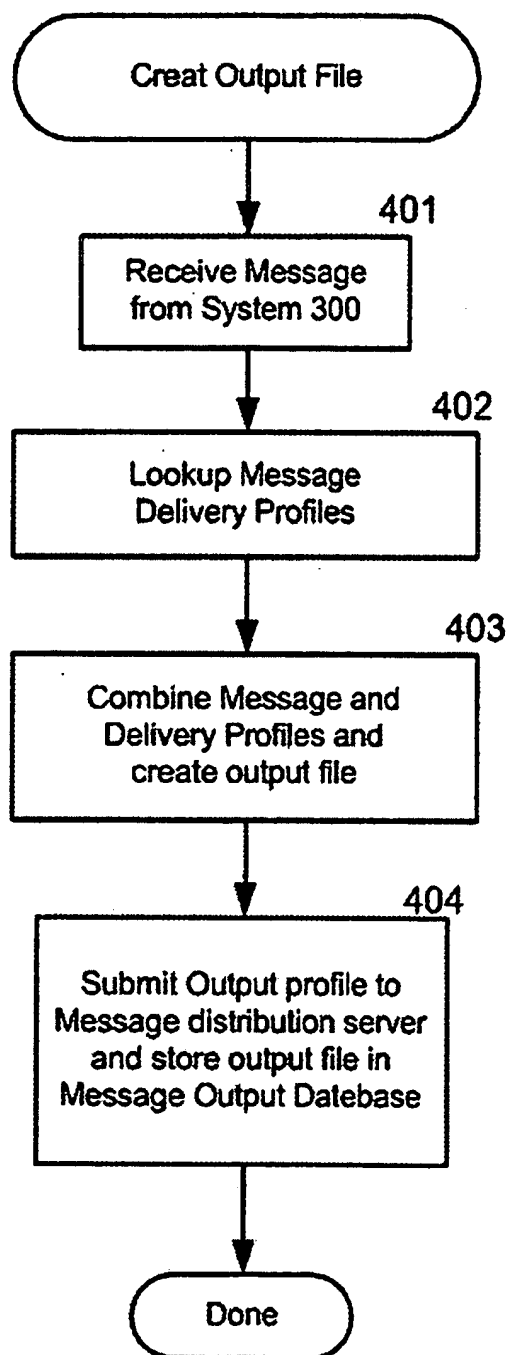 Creat Output File
401
Receive Message
from System 300
402
Lookup Message
Delivery Profiles
403
Combine Message and
Delivery Profiles and
create output file
404
Submit Output profile to
Message distribution server
and store output file in
Message Output Datebase
Done